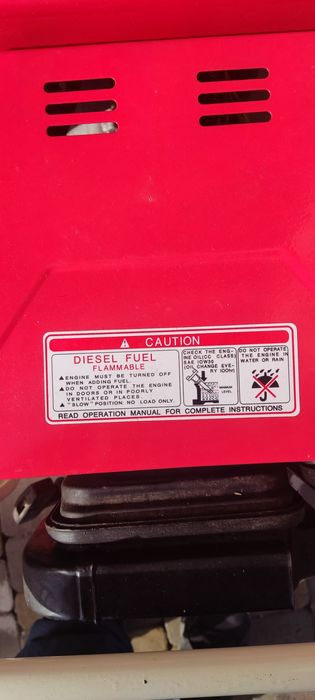 CAUTION
DIESEL FUEL
FLAMMABLE
ENGINE MUST BE TURNED OFF
WHEN ADDING FUEL.
DO NOT OPERATE THE ENGINE
IN DOORS OR IN POORLY
VENTILATED PLACES.
"SLOW" POSITION: NO LOAD ONLY.
CHECK THE ENG-
INE OIL(CC CLASS)
SAE 10W30
(OIL CHANGE EVE-
RY 100H)
LEVEL
DO NOT OPERATE
THE ENGINE IN
WATER OR RAIN
READ OPERATION MANUAL FOR COMPLETE INSTRUCTIONS